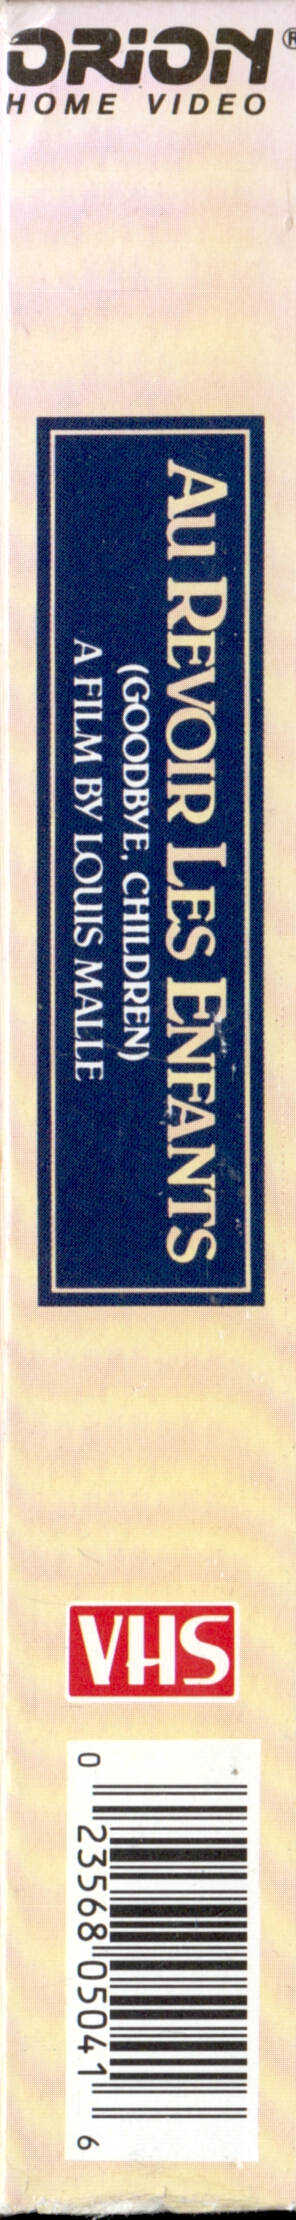 ORION®
HOME VIDEO
AU REVOIR LES ENFANTS
(GOODBYE, CHILDREN)
A FILM BY LOUIS MALLE
VHS
0 23568 05041 6